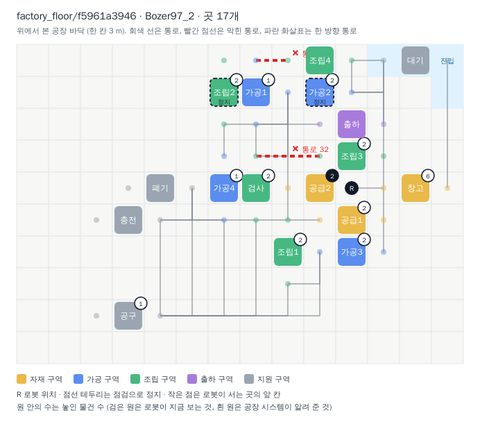 factory_floor/f5961a3946 · Bozer97_2 · 곳 17개
위에서 본 공장 바닥 (한 칸 3 m). 회색 선은 통로, 빨간 점선은 막힌 통로, 파란 화살표는 한 방향 통로
✖ 통
조립4
대기
진입
2
1
2
조립2
가공1
가공2
정지
정지
출하
✖ 통로 32
2
조립3
1
2
2
6
폐기
가공4
검사
공급2
R
창고
2
충전
공급1
2
2
조립1
가공3
1
공구
자재 구역
가공 구역
조립 구역
출하 구역
지원 구역
R 로봇 위치 · 점선 테두리는 점검으로 정지 · 작은 점은 로봇이 서는 곳의 앞 칸
원 안의 수는 놓인 물건 수 (검은 원은 로봇이 지금 보는 것, 흰 원은 공장 시스템이 알려 준 것)